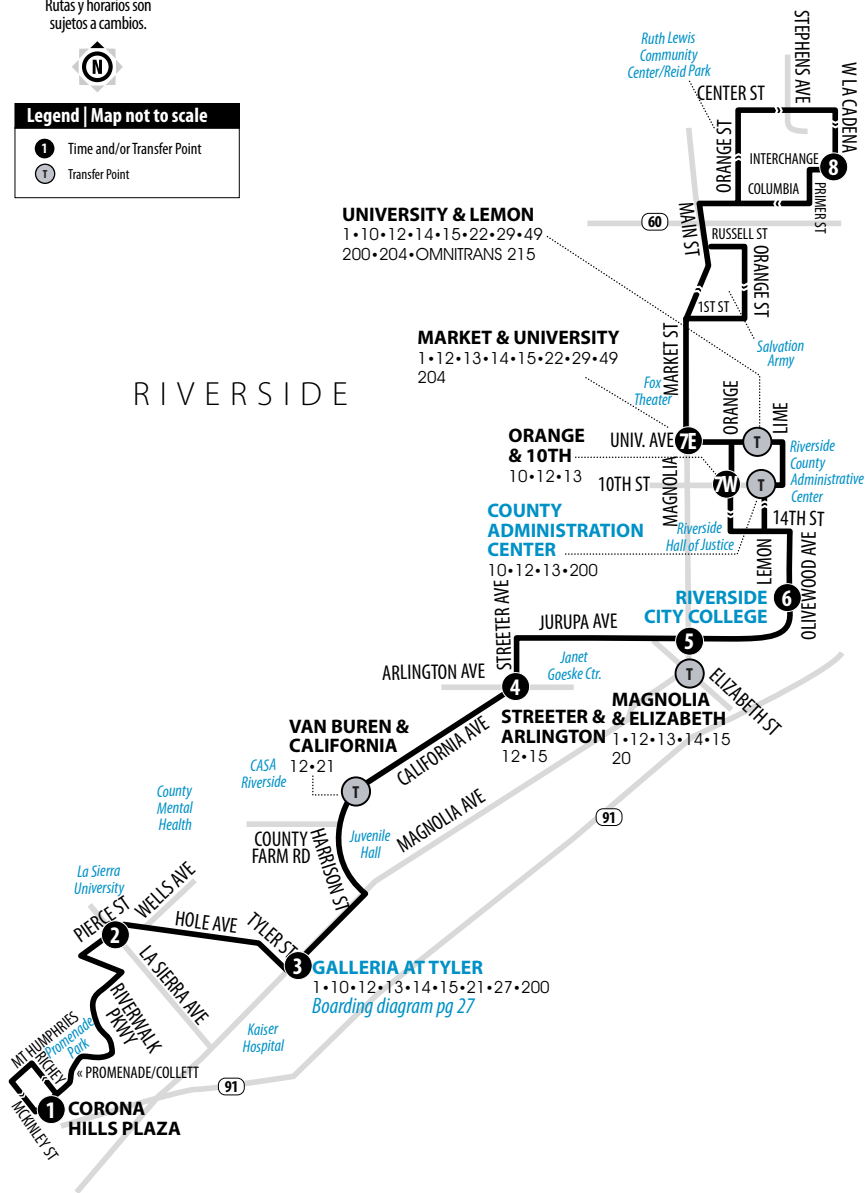 Rutas y horarios son
sujetos a cambios.
N
Legend | Map not to scale
1 Time and/or Transfer Point
T Transfer Point
Ruth Lewis
Community
Center/Reid Park
STEPHENS AVE
W LA CADENA
CENTER ST
ORANGE ST
INTERCHANGE
8
COLUMBIA
PRIMER ST
MAIN ST
60
RUSSELL ST
ORANGE ST
1ST ST
UNIVERSITY & LEMON
1•10•12•14•15•22•29•49
200•204•OMNITRANS 215
MARKET ST
Salvation
Army
MARKET & UNIVERSITY
1•12•13•14•15•22•29•49
204
Fox
Theater
RIVERSIDE
ORANGE
LIME
UNIV. AVE
7E
T
ORANGE
& 10TH
10•12•13
MAGNOLIA
10TH ST
7W
T
Riverside
County
Administrative
Center
14TH ST
COUNTY
ADMINISTRATION
CENTER
10•12•13•200
Riverside
Hall of Justice
LEMON
OLIVEWOOD AVE
RIVERSIDE
CITY COLLEGE
6
STREETER AVE
JURUPA AVE
5
Janet
Goeske Ctr.
ARLINGTON AVE
4
T
ELIZABETH ST
STREETER &
ARLINGTON
12•15
MAGNOLIA
& ELIZABETH
1•12•13•14•15
20
VAN BUREN &
CALIFORNIA
12•21
CALIFORNIA AVE
CASA
Riverside
T
County
Mental
Health
MAGNOLIA AVE
91
COUNTY
FARM RD
HARRISON ST
Juvenile
Hall
La Sierra
University
PIERCE ST
WELLS AVE
2
HOLE AVE
TYLER ST
LA SIERRA AVE
3
GALLERIA AT TYLER
1•10•12•13•14•15•21•27•200
Boarding diagram pg 27
RIVERWALK
PKWY
Kaiser
Hospital
MT HUMPHRIES
RICHEY
Promenade
Park
« PROMENADE/COLLETT
91
MCKINLEY ST
1
CORONA
HILLS PLAZA